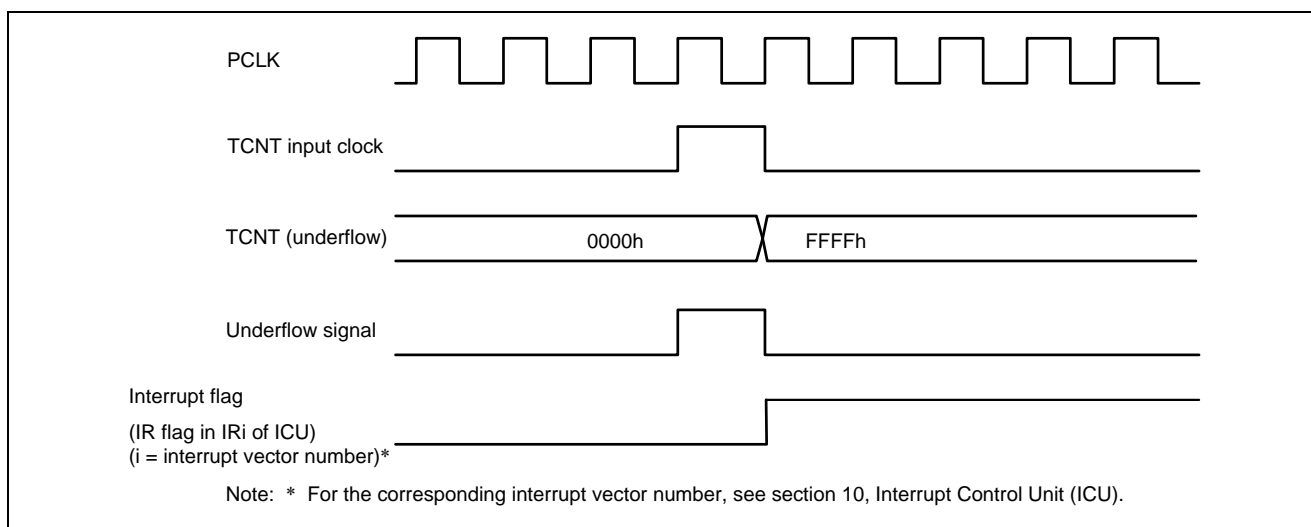 PCLK
TCNT input clock
TCNT (underflow)
0000h
FFFFh
Underflow signal
Interrupt flag
(IR flag in IRi of ICU)
(i = interrupt vector number)*
Note: * For the corresponding interrupt vector number, see section 10, Interrupt Control Unit (ICU).